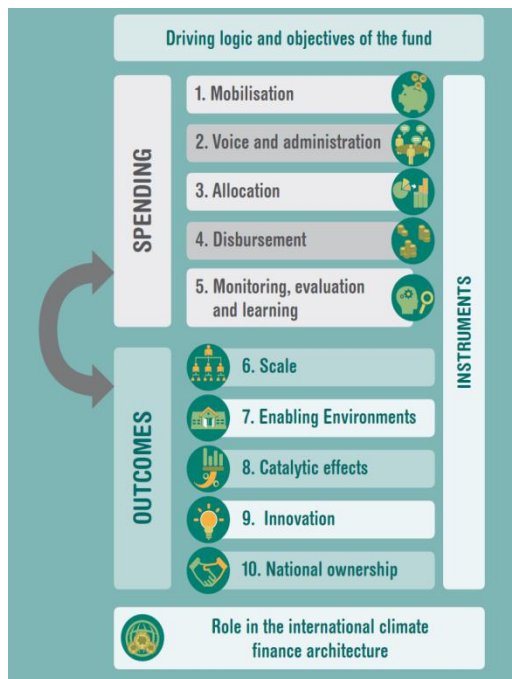 Driving logic and objectives of the fund
SPENDING
1. Mobilisation
2. Voice and administration
3. Allocation
4. Disbursement
5. Monitoring, evaluation
and learning
INSTRUMENTS
OUTCOMES
6. Scale
7. Enabling Environments
8. Catalytic effects
9. Innovation
10. National ownership
Role in the international climate
finance architecture